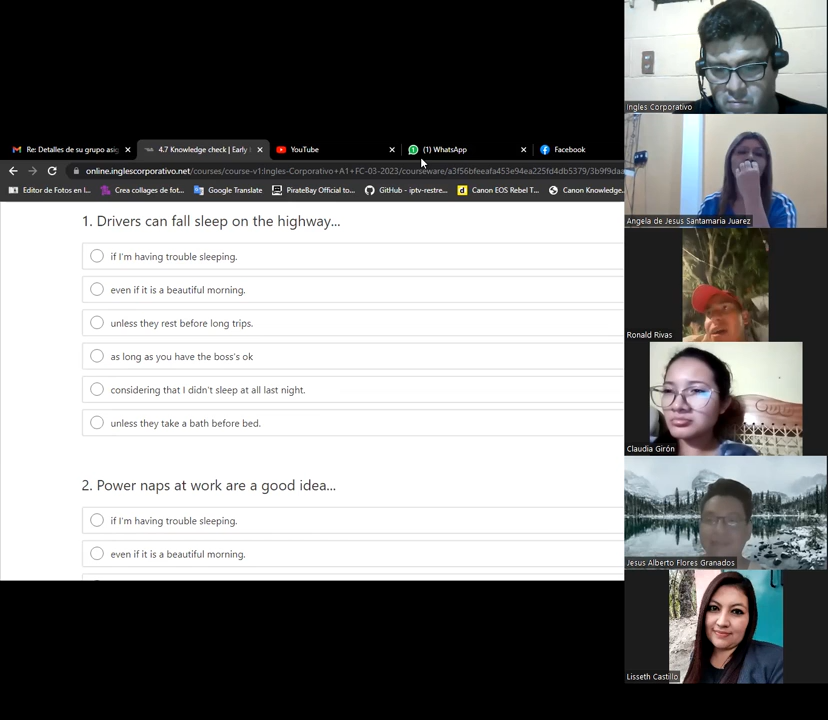 Re: Detalles de su grupo asig
4.7 Knowledge check | Early
YouTube
(1) WhatsApp
Facebook
online.inglescorporativo.net/courses/course-v1:Ingles-Corporativo+A1+FC-03-2023/courseware/a3f56bfeeafa453e94ea225fd4db5379/3b9f9daa
Editor de Fotos en l...
Crea collages de fot...
Google Translate
PirateBay Official to...
GitHub - iptv-restre...
Canon EOS Rebel T...
Canon Knowledge
1. Drivers can fall sleep on the highway...
if I'm having trouble sleeping.
even if it is a beautiful morning.
unless they rest before long trips.
as long as you have the boss's ok
considering that I didn't sleep at all last night.
unless they take a bath before bed.
2. Power naps at work are a good idea...
if I'm having trouble sleeping.
even if it is a beautiful morning.
Ingles Corporativo
Angela de Jesus Santamaria Juarez
Ronald Rivas
Claudia Girón
Jesus Alberto Flores Granados
Lisseth Castillo